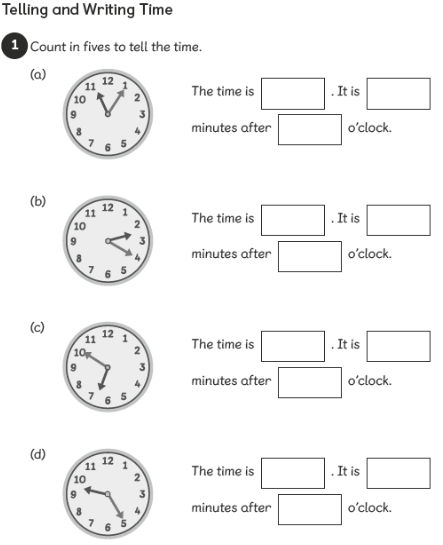 Telling and Writing Time
1 Count in fives to tell the time.
(a)
11 12 1
10 2
9 3
8 4
7 6 5
The time is . It is
minutes after o'clock.
(b)
11 12 1
10 2
9 3
8 4
7 6 5
The time is . It is
minutes after o'clock.
(c)
11 12 1
10 2
9 3
8 4
7 6 5
The time is . It is
minutes after o'clock.
(d)
11 12 1
10 2
9 3
8 4
7 6 5
The time is . It is
minutes after o'clock.